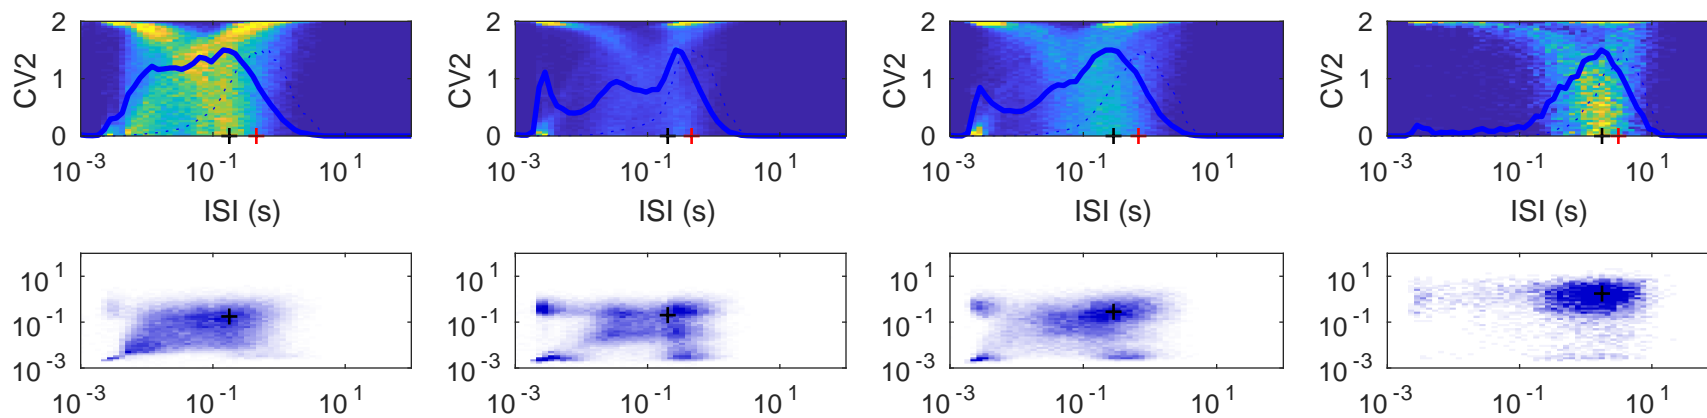 2 2 2 2
CV2 CV2 CV2 CV2
1 1 1 1
0 0 0 0
10^-3 10^-1 10^1 10^-3 10^-1 10^1 10^-3 10^-1 10^1 10^-3 10^-1 10^1
ISI (s) ISI (s) ISI (s) ISI (s)
10^1 10^1 10^1 10^1
10^-1 10^-1 10^-1 10^-1
10^-3 10^-3 10^-3 10^-3
10^-3 10^-1 10^1 10^-3 10^-1 10^1 10^-3 10^-1 10^1 10^-3 10^-1 10^1